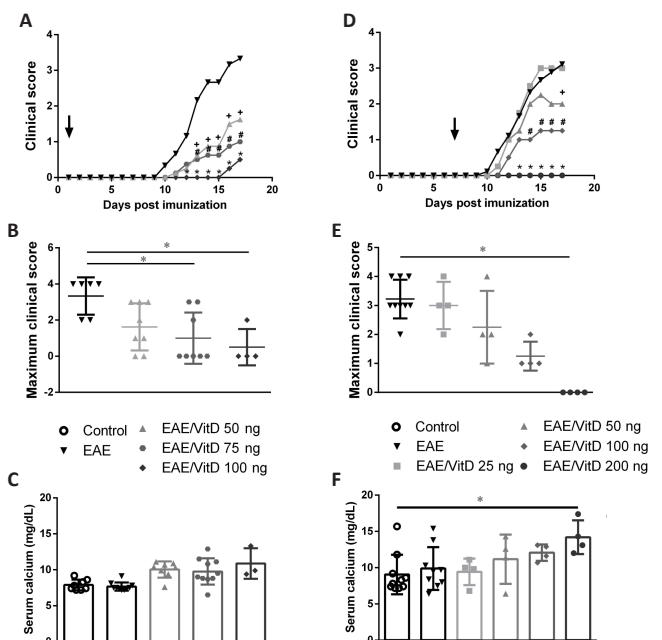 A
Clinical score
4
3
2
1
0
0 5 10 15 20
Days post imunization
+ + + + +
# # # # #
* * * * * *
B
Maximum clinical score
6
4
2
0
-2
*
*
Control
EAE
EAE/VitD 50 ng
EAE/VitD 75 ng
EAE/VitD 100 ng
C
Serum calcium (mg/dL)
20
15
10
5
0
D
Clinical score
4
3
2
1
0
0 5 10 15 20
Days post imunization
+
# # # #
* * * * *
E
Maximum clinical score
5
4
3
2
1
0
*
Control
EAE
EAE/VitD 25 ng
EAE/VitD 50 ng
EAE/VitD 100 ng
EAE/VitD 200 ng
F
Serum calcium (mg/dL)
20
15
10
5
*